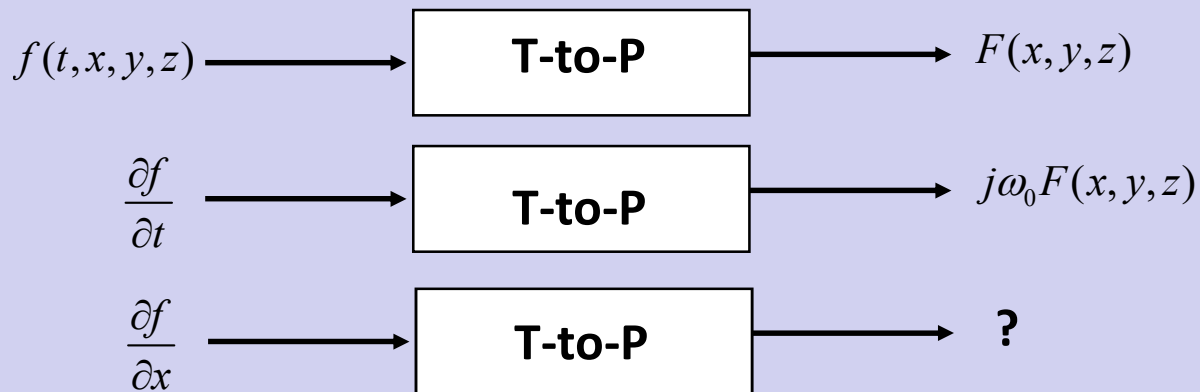 f(t,x,y,z) T-to-P F(x,y,z)
∂f/∂t T-to-P jω₀F(x,y,z)
∂f/∂x T-to-P ?